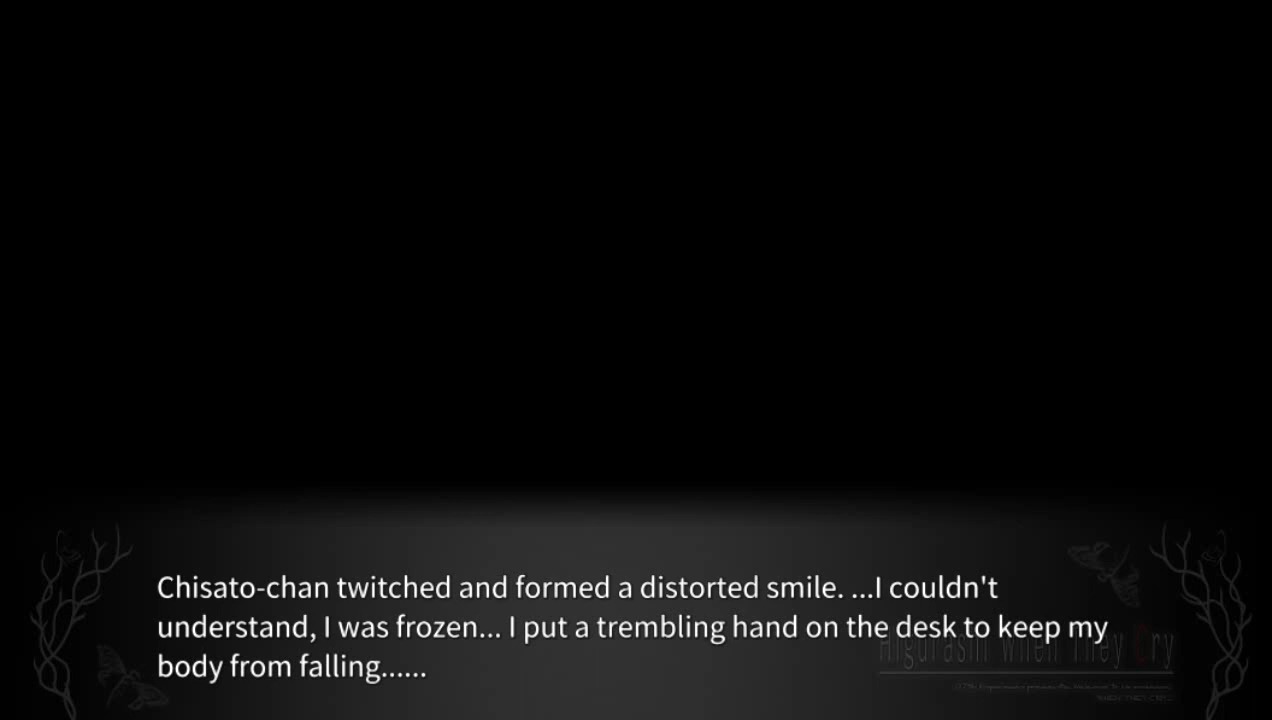 Chisato-chan twitched and formed a distorted smile. ...I couldn't
understand, I was frozen... I put a trembling hand on the desk to keep my
body from falling......
Higurashi When They Cry